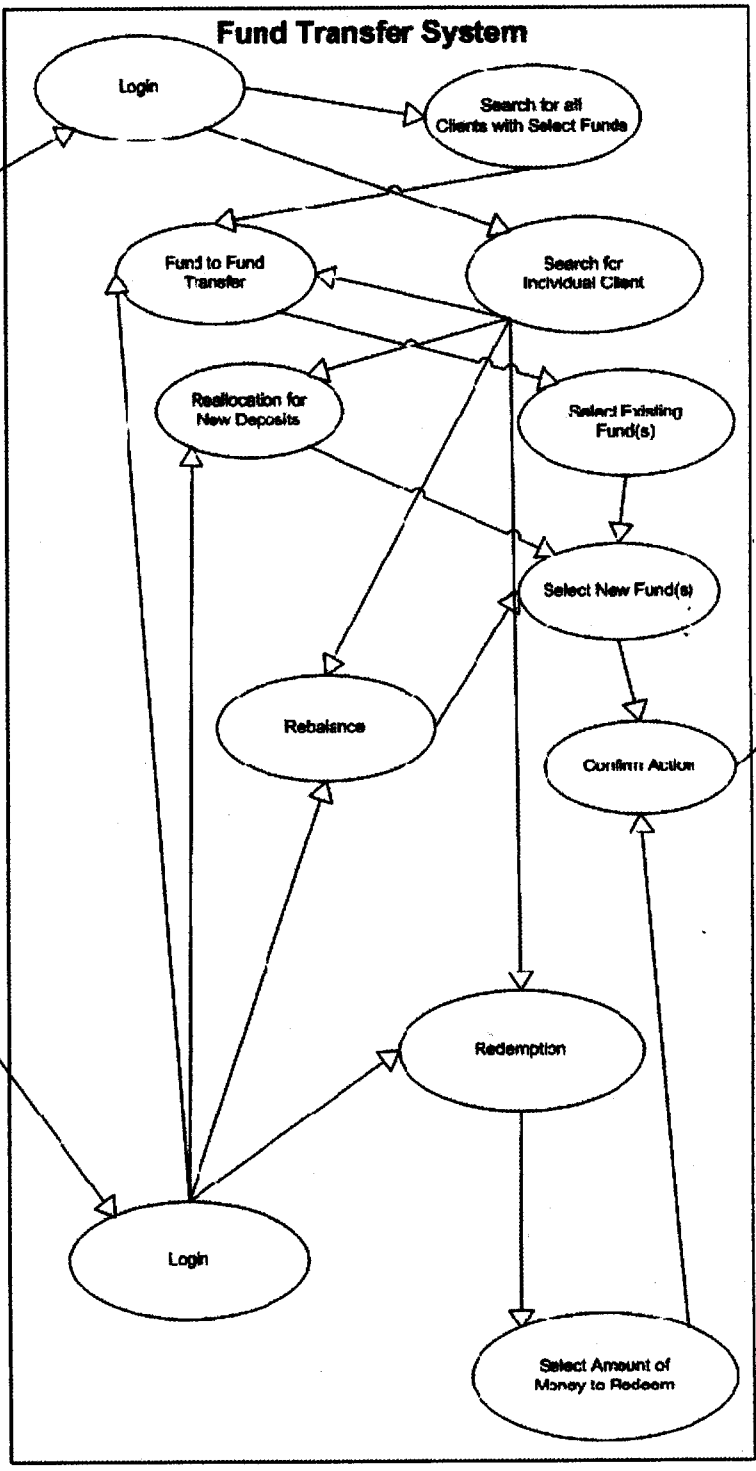 Fund Transfer System
Login
Search for all
Clients with Select Funds
Fund to Fund
Transfer
Search for
Individual Client
Reallocation for
New Deposits
Select Existing
Fund(s)
Select New Fund(s)
Rebalance
Confirm Action
Redemption
Login
Select Amount of
Money to Redeem